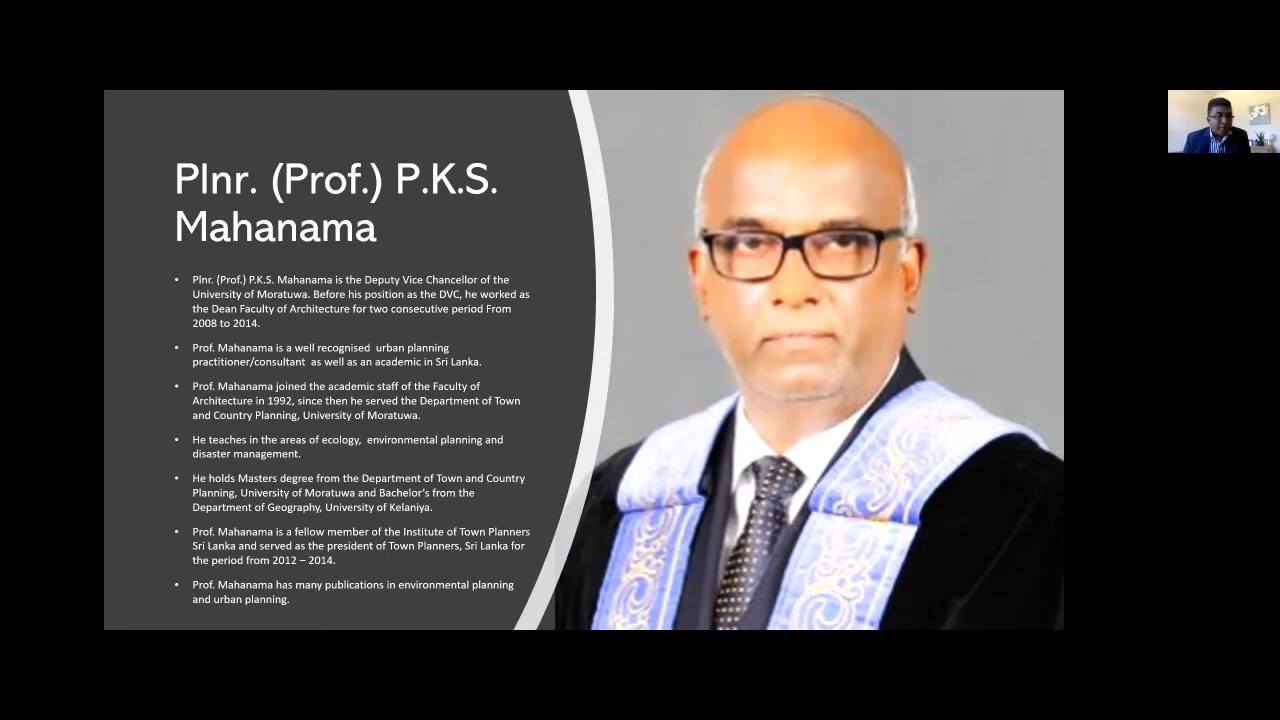 Plnr. (Prof.) P.K.S.
Mahanama
• Plnr. (Prof.) P.K.S. Mahanama is the Deputy Vice Chancellor of the
University of Moratuwa. Before his position as the DVC, he worked as
the Dean Faculty of Architecture for two consecutive period From
2008 to 2014.
• Prof. Mahanama is a well recognised  urban planning
practitioner/consultant  as well as an academic in Sri Lanka.
• Prof. Mahanama joined the academic staff of the Faculty of
Architecture in 1992, since then he served the Department of Town
and Country Planning, University of Moratuwa.
• He teaches in the areas of ecology,  environmental planning and
disaster management.
• He holds Masters degree from the Department of Town and Country
Planning, University of Moratuwa and Bachelor’s from the
Department of Geography, University of Kelaniya.
• Prof. Mahanama is a fellow member of the Institute of Town Planners
Sri Lanka and served as the president of Town Planners, Sri Lanka for
the period from 2012 – 2014.
• Prof. Mahanama has many publications in environmental planning
and urban planning.